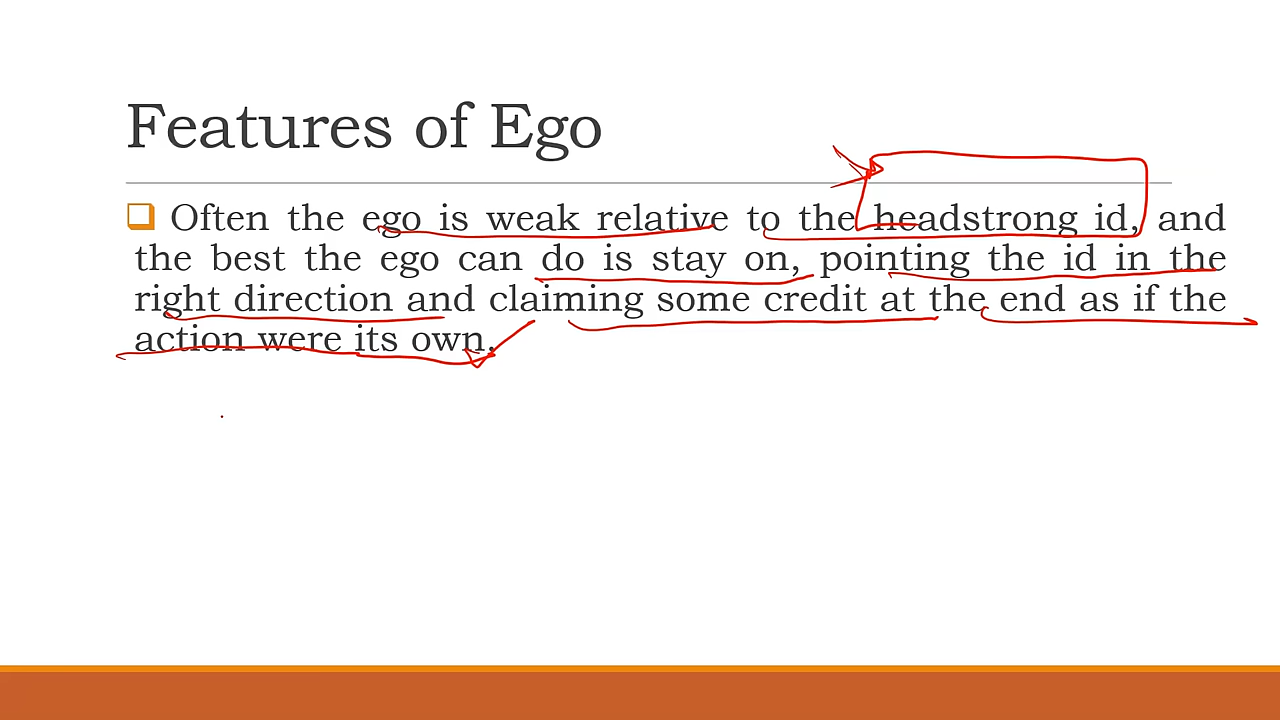 Features of Ego
Often the ego is weak relative to the headstrong id, and
the best the ego can do is stay on, pointing the id in the
right direction and claiming some credit at the end as if the
action were its own.